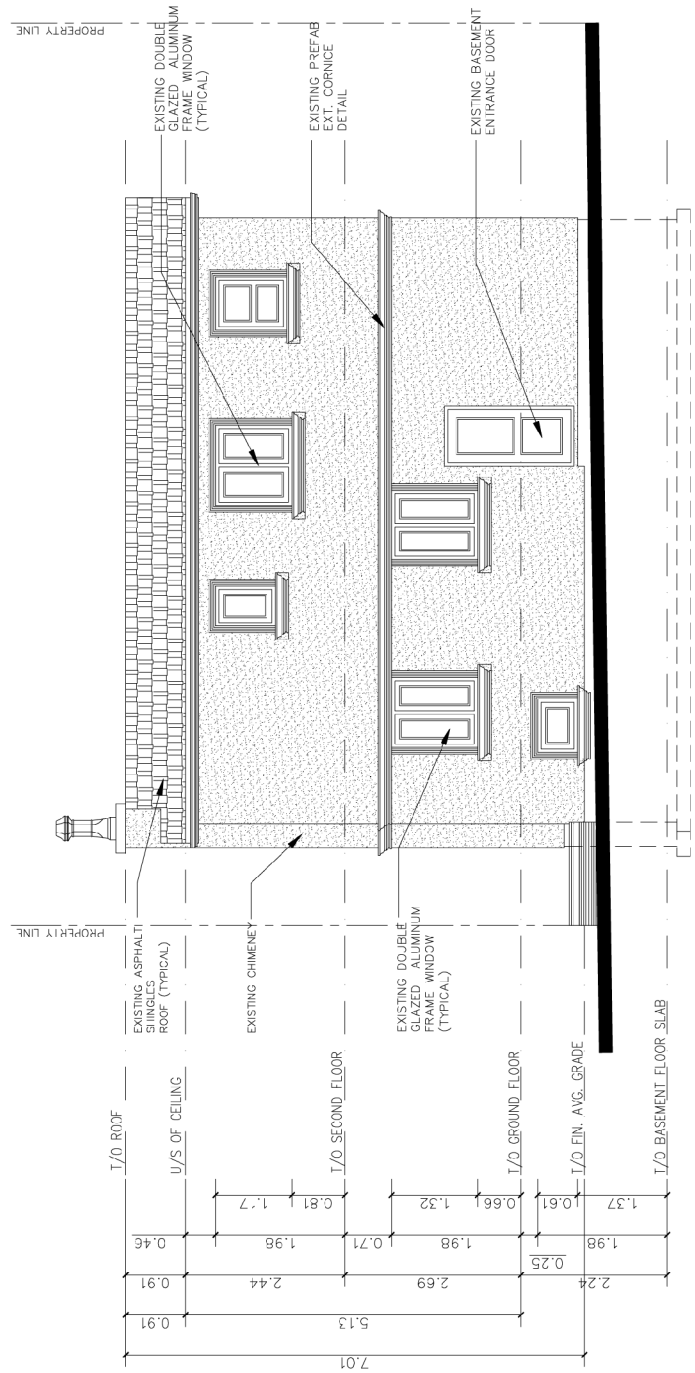 PROPERTY LINE
EXISTING DOUBLE
GLAZED ALUMINUM
FRAME WINDOW
(TYPICAL)
EXISTING PREFAB
EXT. CORNICE
DETAIL
EXISTING BASEMENT
ENTRANCE DOOR
PROPERTY LINE
EXISTING ASPHALT
SHINGLES
ROOF (TYPICAL)
EXISTING CHIMENEY
EXISTING DOUBLE
GLAZED ALUMINUM
FRAME WINDOW
(TYPICAL)
T/O ROOF
U/S OF CEILING
T/O SECOND FLOOR
T/O GROUND FLOOR
T/O FIN. AVG. GRADE
T/O BASEMENT FLOOR SLAB
1.17
0.81
1.32
0.66
0.61
1.37
0.46
1.98
0.71
1.98
0.25
1.98
0.91
2.44
2.69
2.24
0.91
5.13
7.01